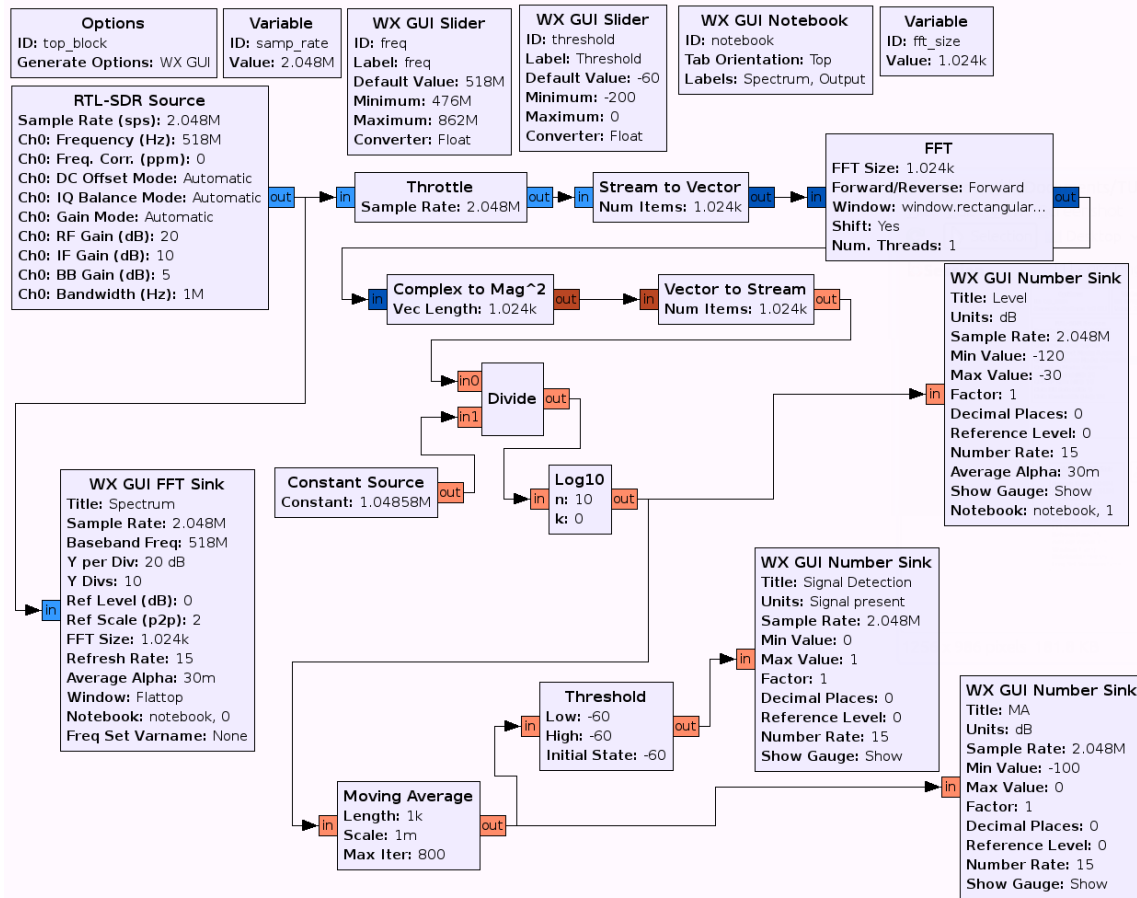 Options
ID: top_block
Generate Options: WX GUI
Variable
ID: samp_rate
Value: 2.048M
WX GUI Slider
ID: freq
Label: freq
Default Value: 518M
Minimum: 476M
Maximum: 862M
Converter: Float
WX GUI Slider
ID: threshold
Label: Threshold
Default Value: -60
Minimum: -200
Maximum: 0
Converter: Float
WX GUI Notebook
ID: notebook
Tab Orientation: Top
Labels: Spectrum, Output
Variable
ID: fft_size
Value: 1.024k
RTL-SDR Source
Sample Rate (sps): 2.048M
Ch0: Frequency (Hz): 518M
Ch0: Freq. Corr. (ppm): 0
Ch0: DC Offset Mode: Automatic
Ch0: IQ Balance Mode: Automatic
Ch0: Gain Mode: Automatic
Ch0: RF Gain (dB): 20
Ch0: IF Gain (dB): 10
Ch0: BB Gain (dB): 5
Ch0: Bandwidth (Hz): 1M
out
in
Throttle
Sample Rate: 2.048M
out
in
Stream to Vector
Num Items: 1.024k
out
in
FFT
FFT Size: 1.024k
Forward/Reverse: Forward
Window: window.rectangular...
Shift: Yes
Num. Threads: 1
out
in
Complex to Mag^2
Vec Length: 1.024k
out
in
Vector to Stream
Num Items: 1.024k
out
in
WX GUI Number Sink
Title: Level
Units: dB
Sample Rate: 2.048M
Min Value: -120
Max Value: -30
Factor: 1
Decimal Places: 0
Reference Level: 0
Number Rate: 15
Average Alpha: 30m
Show Gauge: Show
Notebook: notebook, 1
in0
in1
Divide
out
Constant Source
Constant: 1.04858M
out
in
Log10
n: 10
k: 0
out
in
WX GUI FFT Sink
Title: Spectrum
Sample Rate: 2.048M
Baseband Freq: 518M
Y per Div: 20 dB
Y Divs: 10
Ref Level (dB): 0
Ref Scale (p2p): 2
FFT Size: 1.024k
Refresh Rate: 15
Average Alpha: 30m
Window: Flattop
Notebook: notebook, 0
Freq Set Varname: None
in
WX GUI Number Sink
Title: Signal Detection
Units: Signal present
Sample Rate: 2.048M
Min Value: 0
Max Value: 1
Factor: 1
Decimal Places: 0
Reference Level: 0
Number Rate: 15
Show Gauge: Show
in
Threshold
Low: -60
High: -60
Initial State: -60
out
in
Moving Average
Length: 1k
Scale: 1m
Max Iter: 800
out
in
WX GUI Number Sink
Title: MA
Units: dB
Sample Rate: 2.048M
Min Value: -100
Max Value: 0
Factor: 1
Decimal Places: 0
Reference Level: 0
Number Rate: 15
Show Gauge: Show